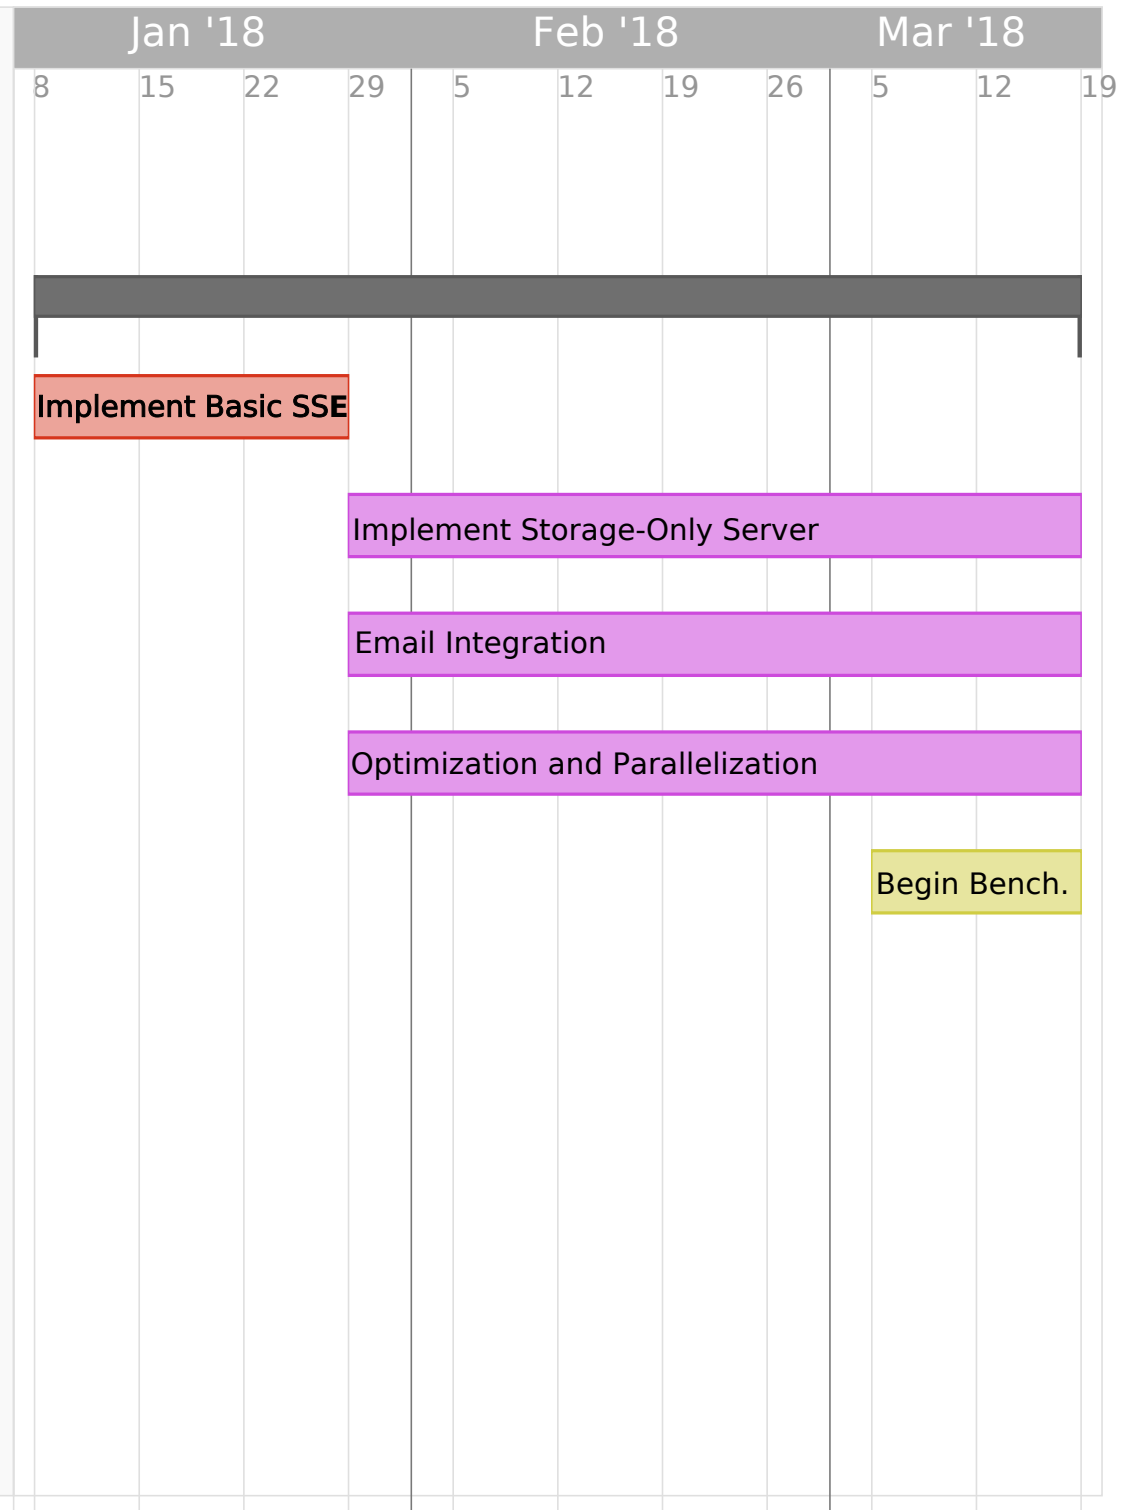 Jan '18 Feb '18 Mar '18
8 15 22 29 5 12 19 26 5 12 19
Implement Basic SSE
Implement Storage-Only Server
Email Integration
Optimization and Parallelization
Begin Bench.